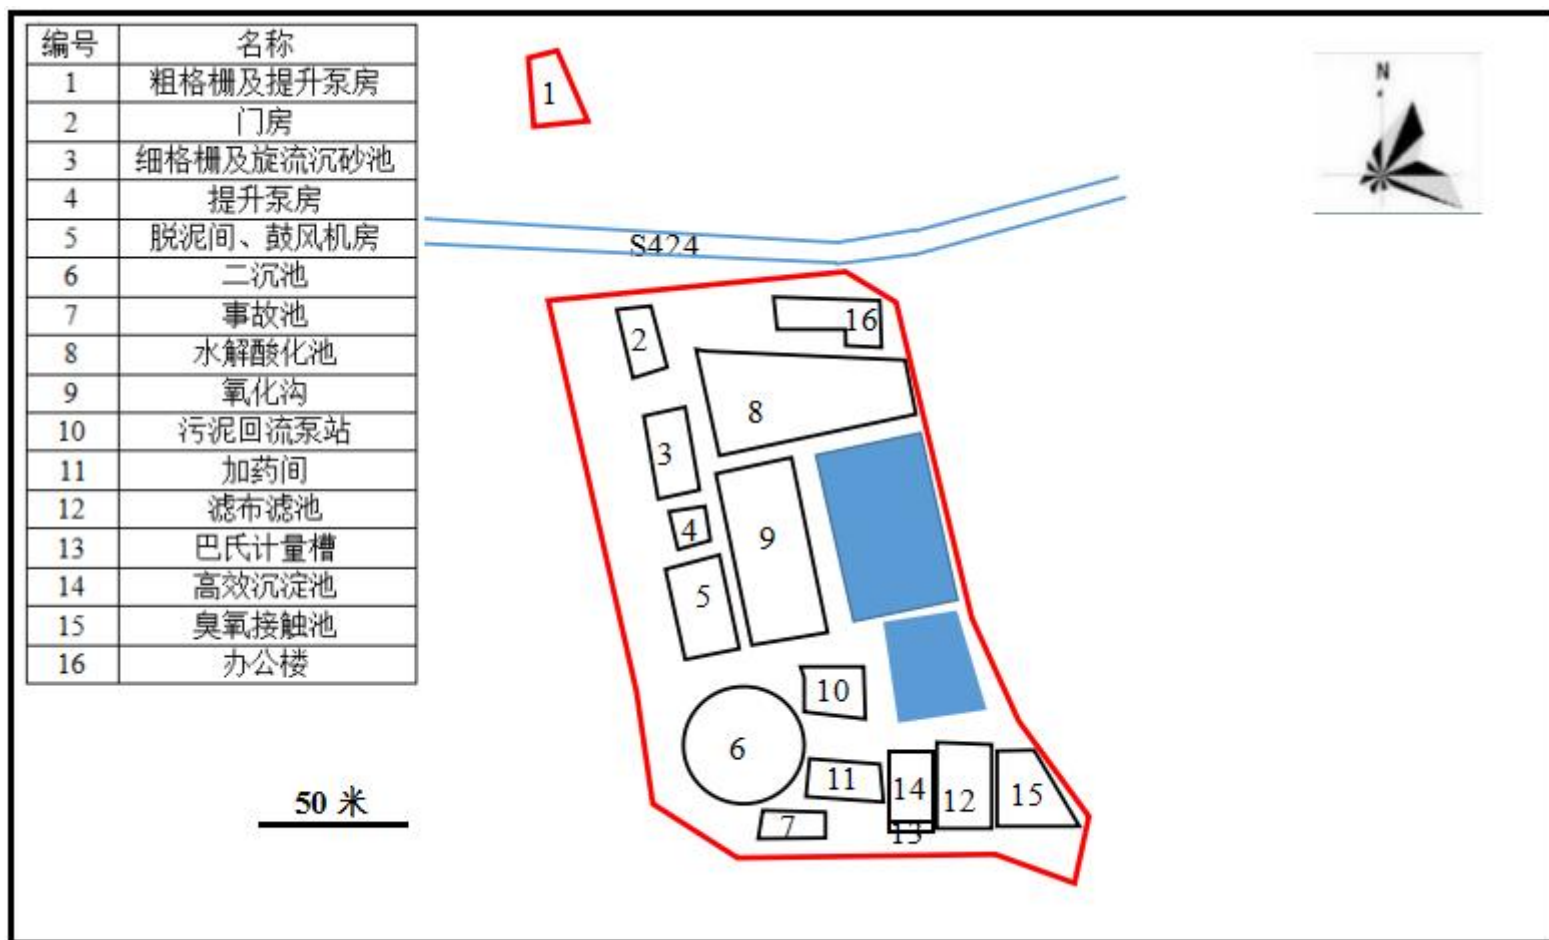 编号 名称
1 粗格栅及提升泵房
2 门房
3 细格栅及旋流沉砂池
4 提升泵房
5 脱泥间、鼓风机房
6 二沉池
7 事故池
8 水解酸化池
9 氧化沟
10 污泥回流泵站
11 加药间
12 滤布滤池
13 巴氏计量槽
14 高效沉淀池
15 臭氧接触池
16 办公楼
50 米
1
N
S424
2
16
8
3
4
9
5
10
6
11
14
12
15
7
13